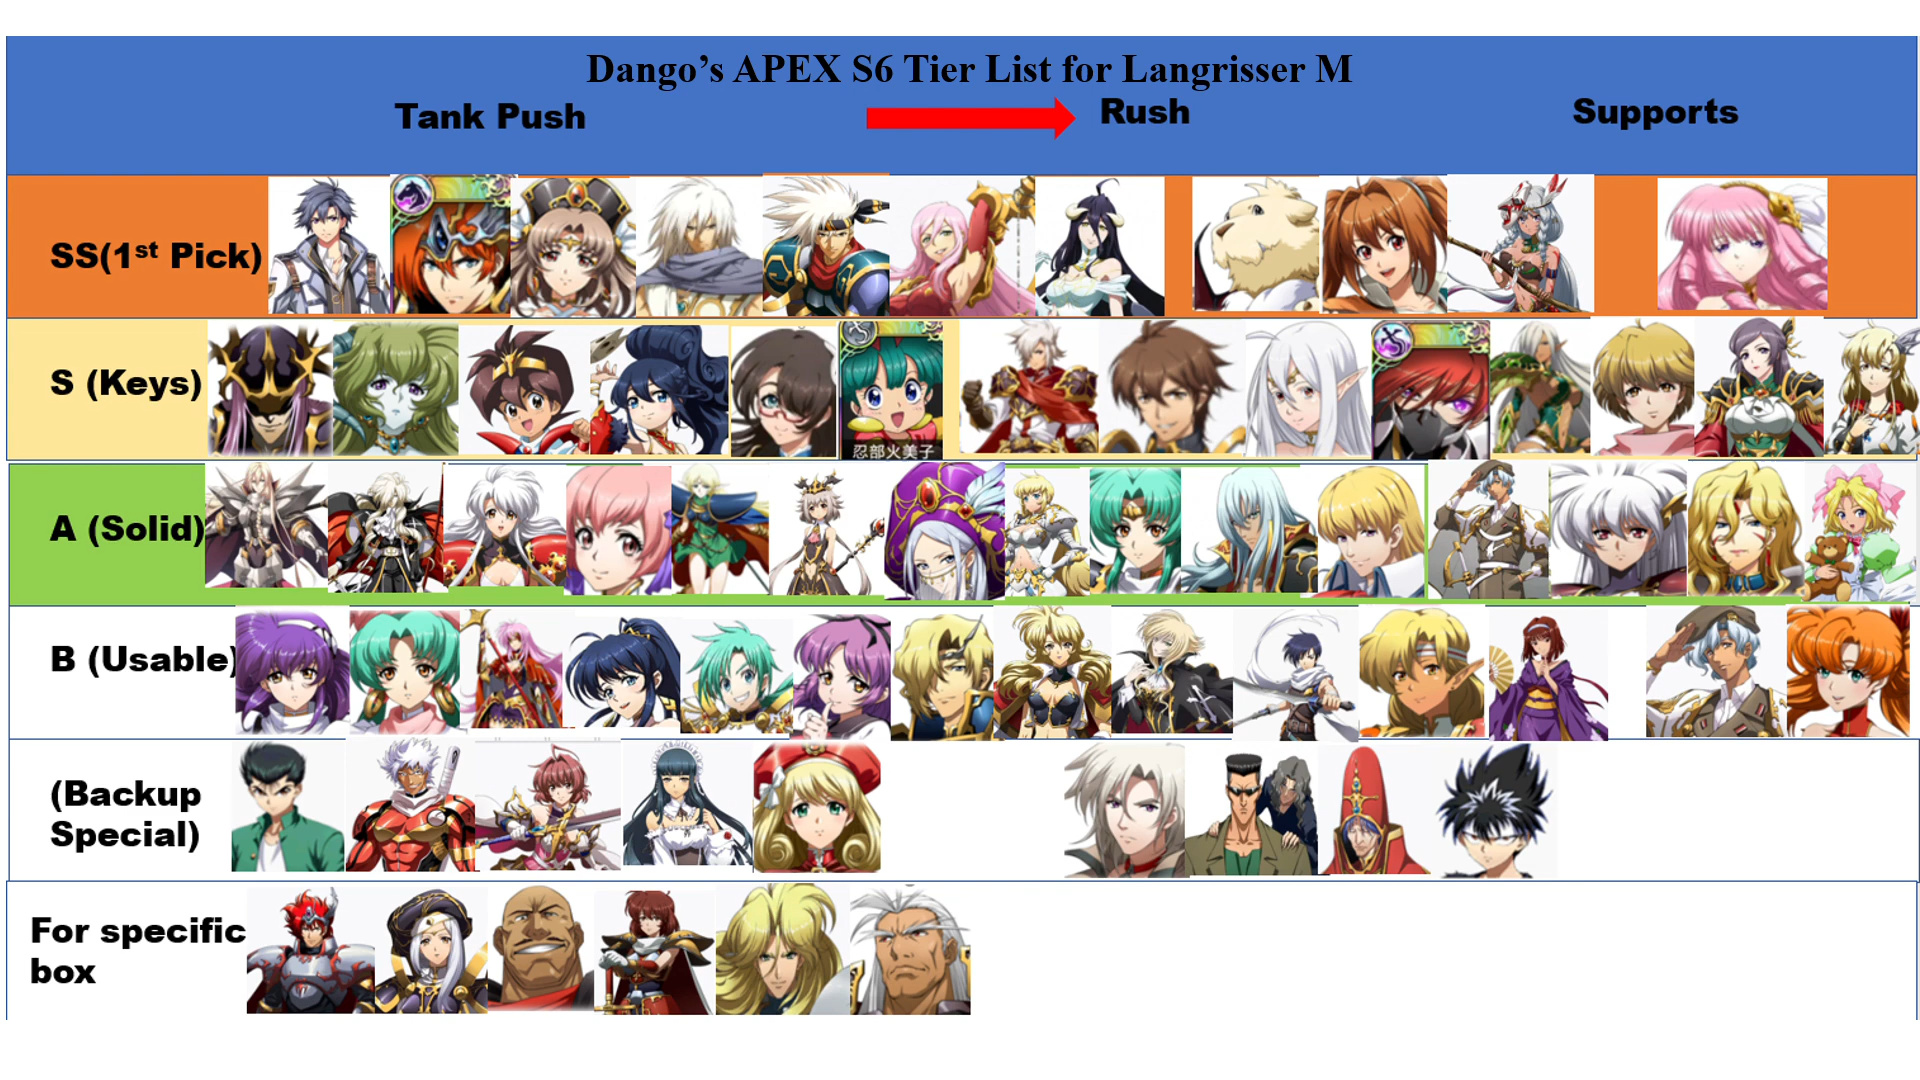 Dango’s APEX S6 Tier List for Langrisser M
Tank Push
Rush
Supports
SS(1st Pick)
S (Keys)
忍部火美子
A (Solid)
B (Usable)
(Backup
Special)
For specific
box